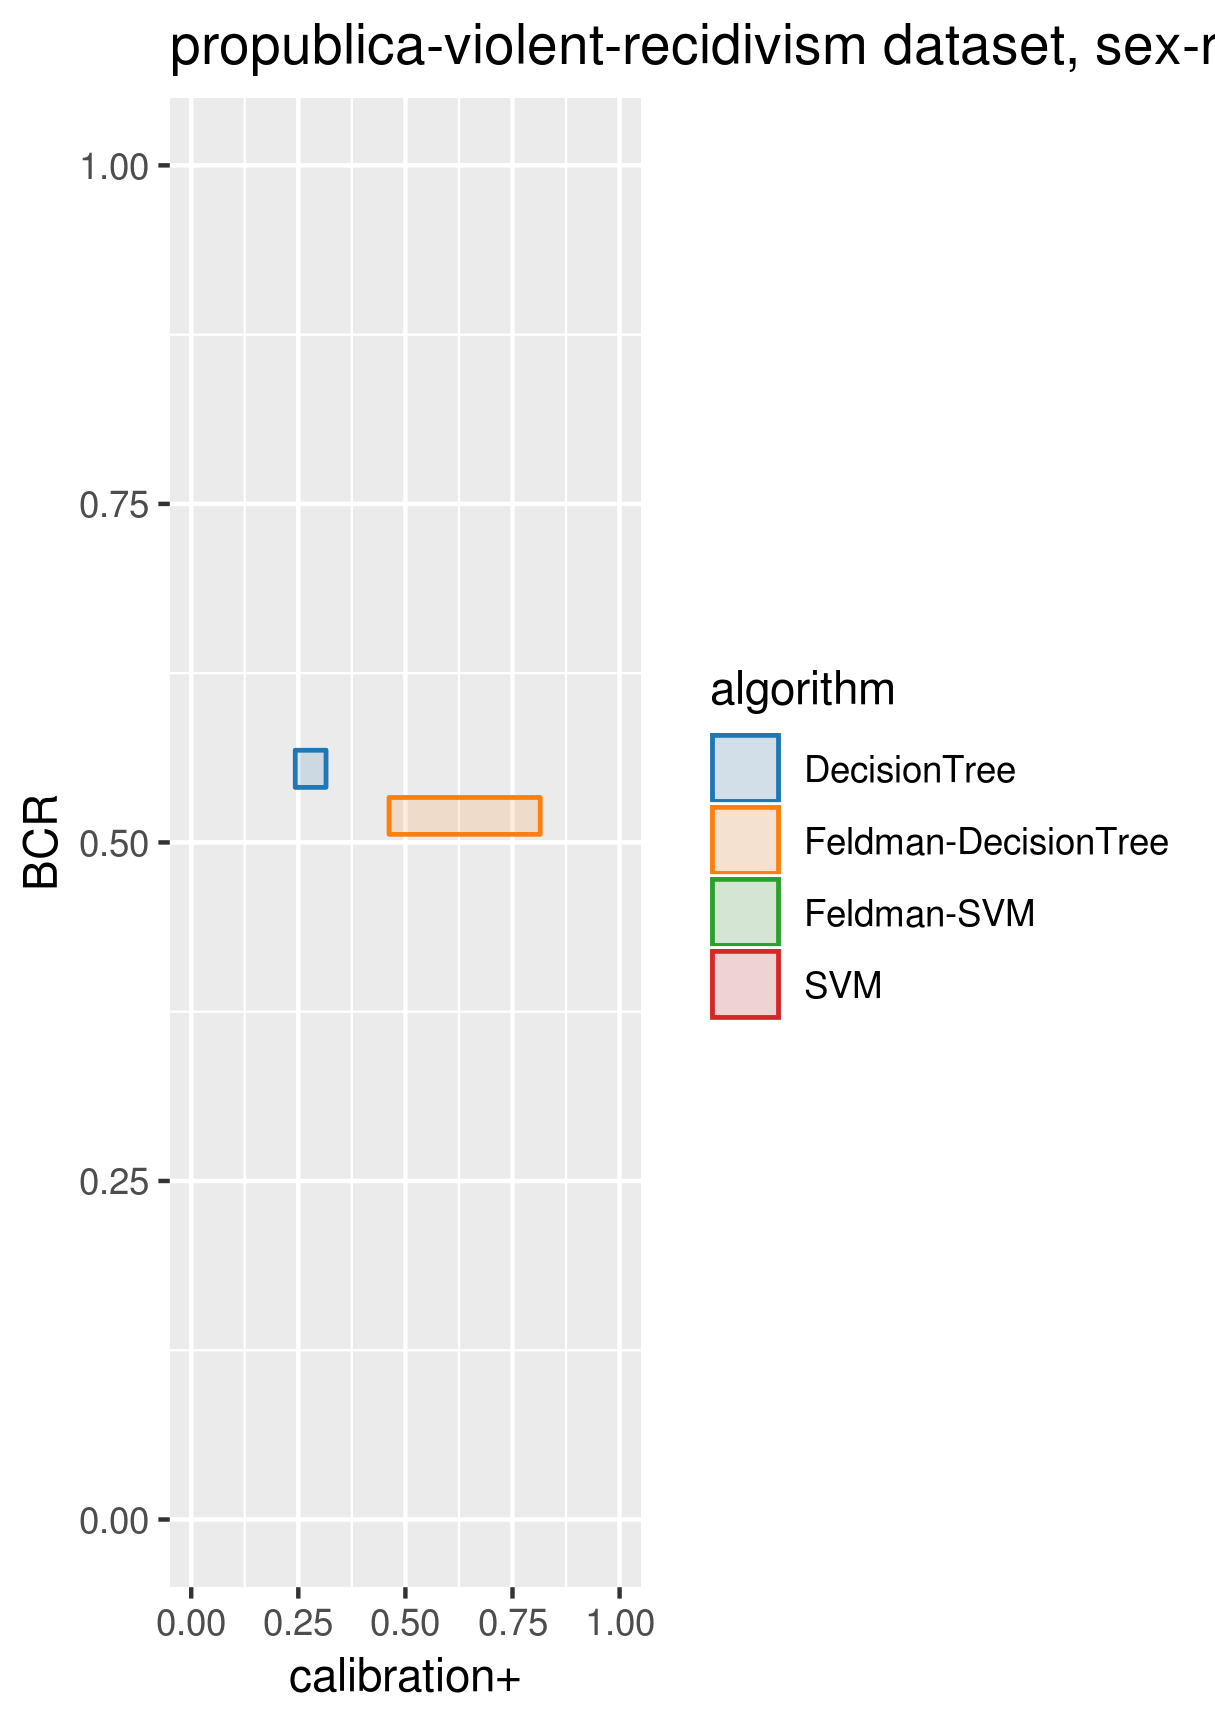 propublica-violent-recidivism dataset, sex-r
1.00
0.75
0.50
0.25
0.00
BCR
0.00 0.25 0.50 0.75 1.00
calibration+
algorithm
DecisionTree
Feldman-DecisionTree
Feldman-SVM
SVM